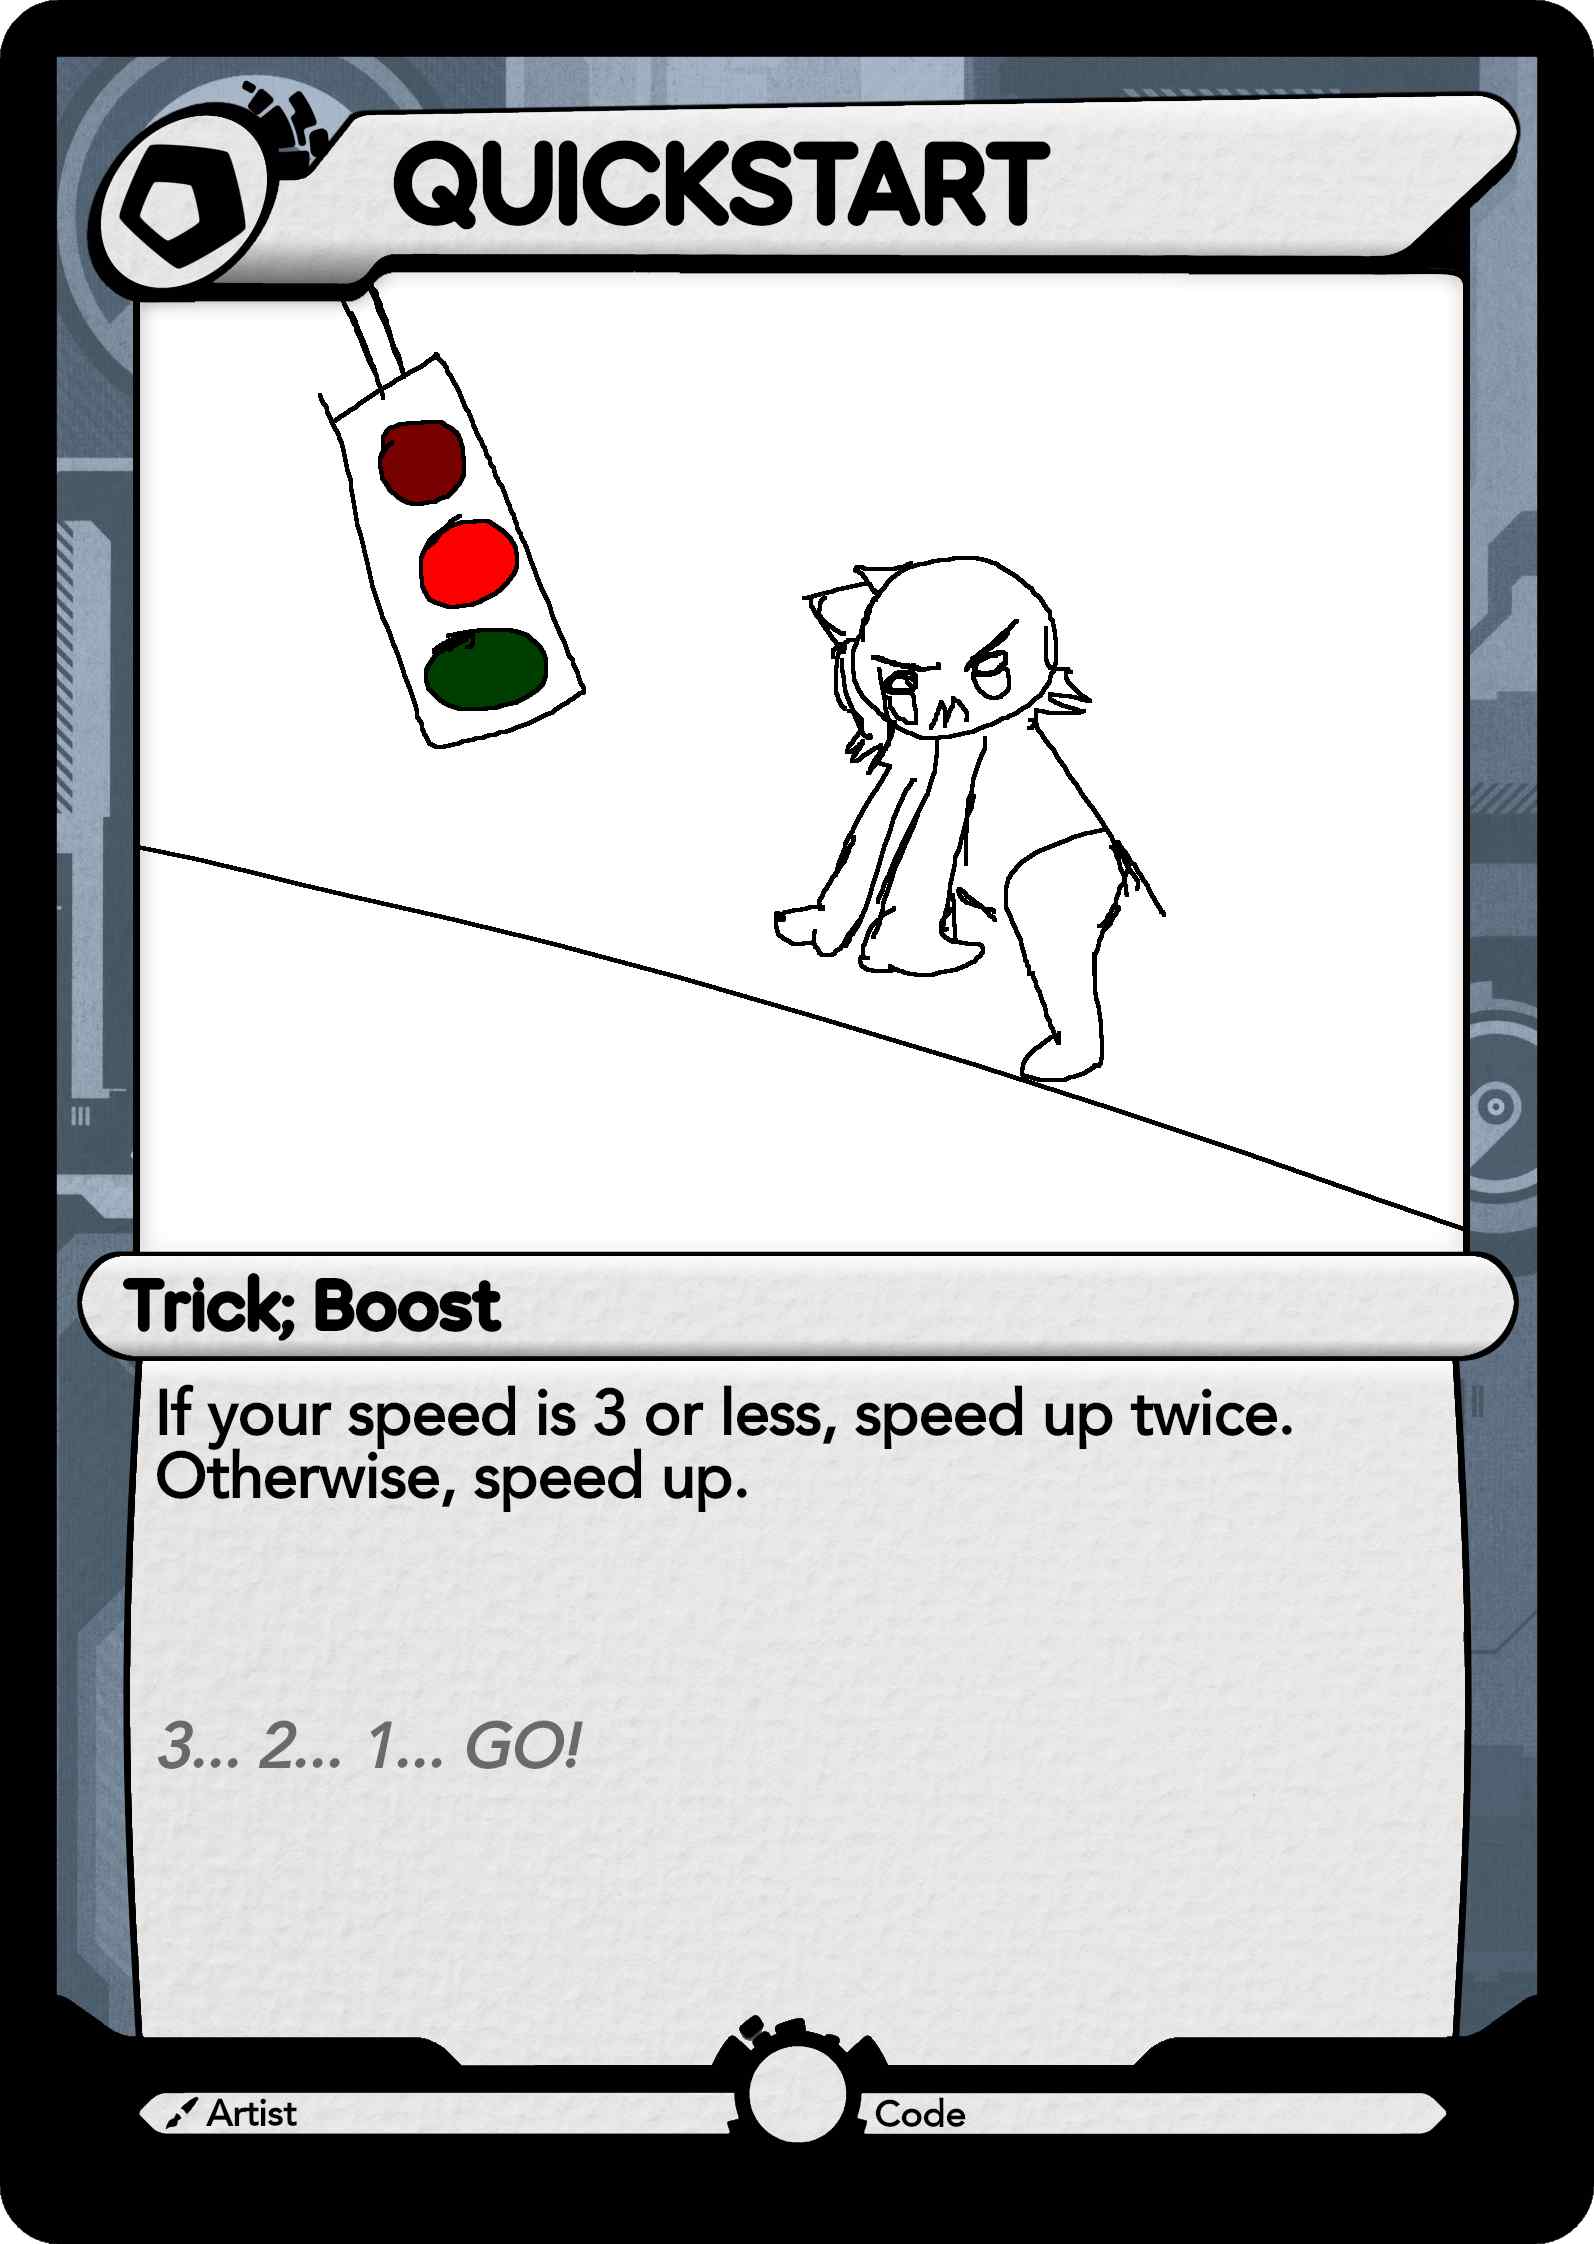 QUICKSTART
Trick; Boost
If your speed is 3 or less, speed up twice.
Otherwise, speed up.
3... 2... 1... GO!
Artist
Code